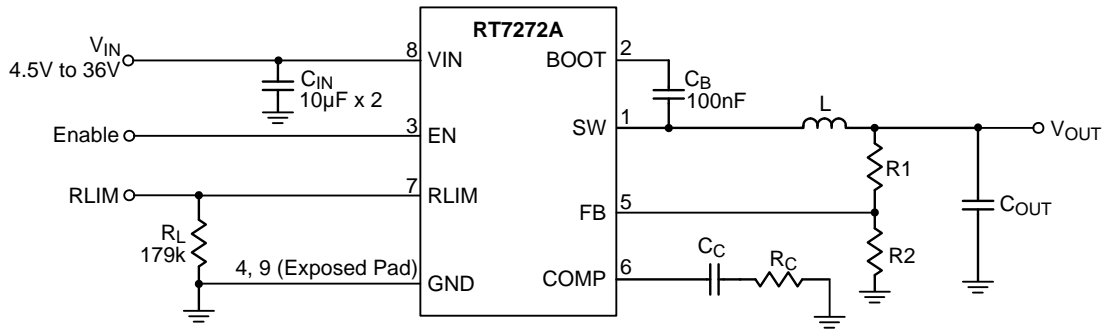 RT7272A
VIN
4.5V to 36V
8
VIN
CIN
10µF x 2
Enable
3
EN
RLIM
7
RLIM
RL
179k
4, 9 (Exposed Pad)
GND
BOOT
2
CB
100nF
SW
1
L
VOUT
R1
FB
5
R2
COUT
COMP
6
CC
RC